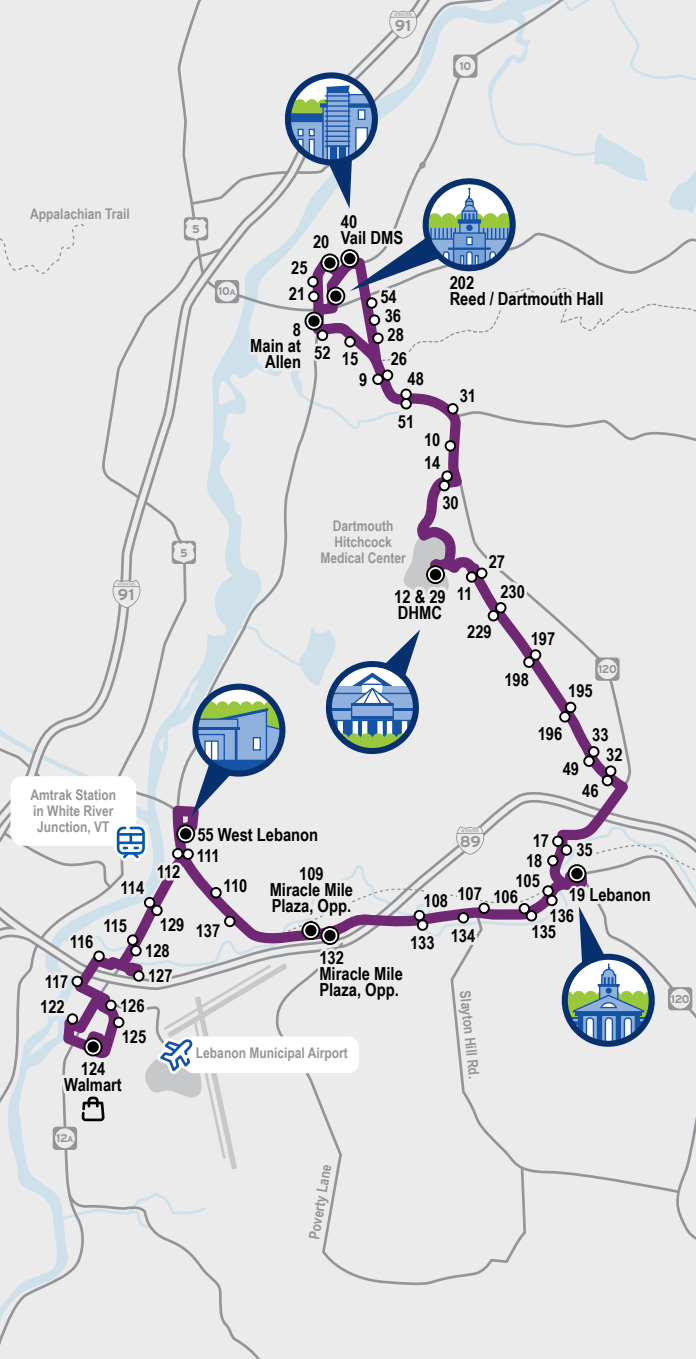 91
10
Appalachian Trail
5
40
Vail DMS
20
25
21
10A
202
Reed / Dartmouth Hall
54
36
28
8
Main at
Allen
52
15
26
9
48
51
31
10
14
30
Dartmouth
Hitchcock
Medical Center
5
91
12 & 29
DHMC
11
27
230
229
197
198
120
195
196
33
49
32
46
Amtrak Station
in White River
Junction, VT
55 West Lebanon
112
111
89
17
35
18
105
19 Lebanon
136
109
Miracle Mile
Plaza, Opp.
110
137
108
107
106
133
134
135
132
Miracle Mile
Plaza, Opp.
114
129
115
128
116
127
117
126
122
125
124
Walmart
Lebanon Municipal Airport
Slayton Hill Rd.
120
12A
Poverty Lane